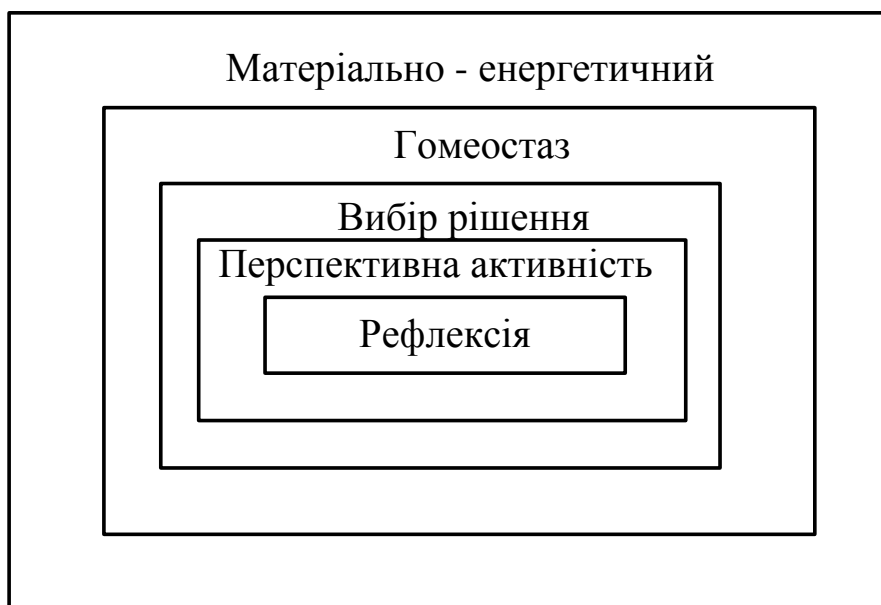 Матеріально - енергетичний
Гомеостаз
Вибір рішення
Перспективна активність
Рефлексія